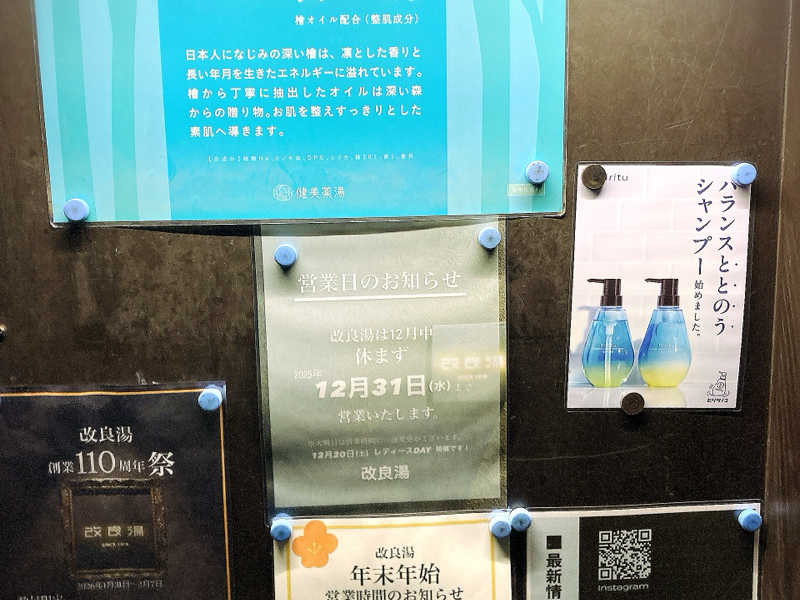 檜オイル配合(整肌成分)
日本人になじみの深い檜は、凛とした香りと
長い年月を生きたエネルギーに溢れています。
檜から丁寧に抽出したオイルは深い森
からの贈り物。お肌を整えすっきりとした
素肌へ導きます。
健美薬湯
営業日のお知らせ
改良湯は12月中
休まず
2025年
12月31日(水)まで
営業いたします。
12月20日(土) レディースDAY 開催です!
改良湯
改良湯
バランスととのう
シャンプー始めました。
改良湯
創業110周年祭
改良湯
改良湯
年末年始
営業時間のお知らせ
最新情
Instagram